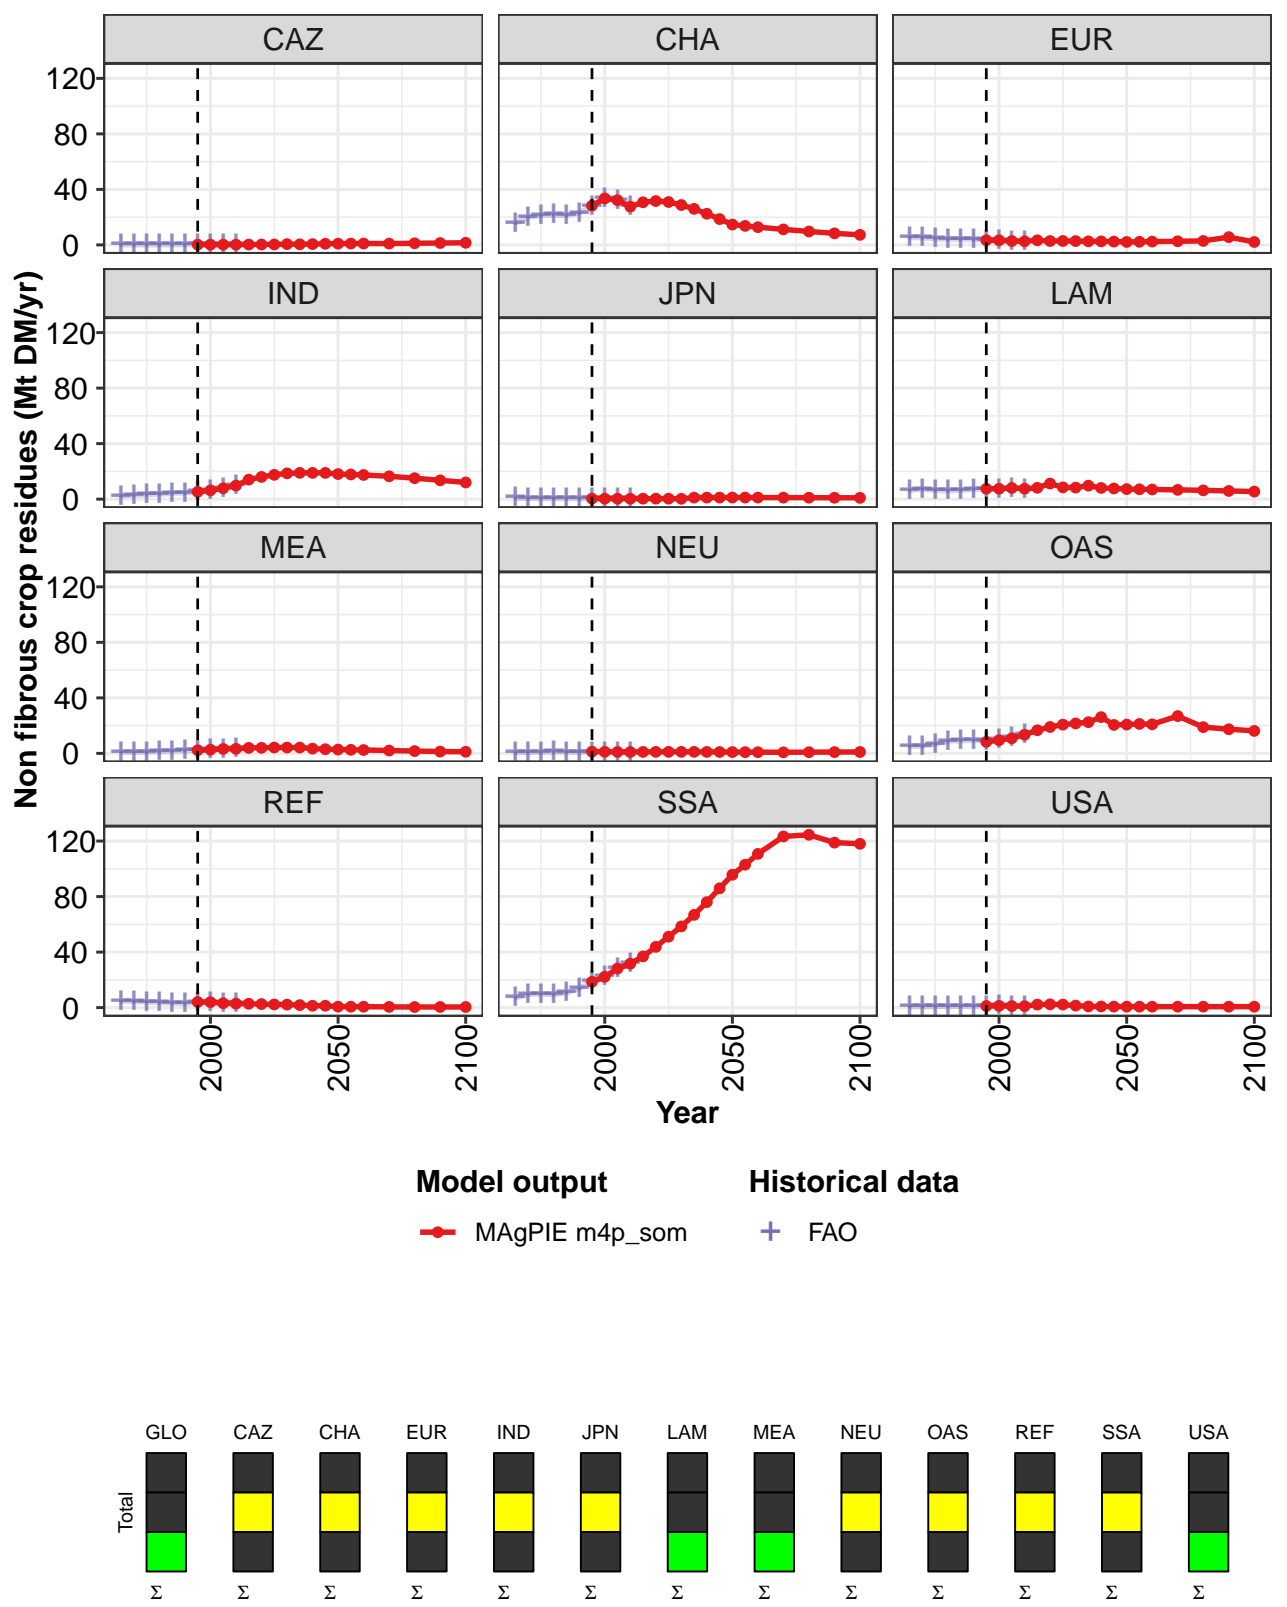 CAZ CHA EUR
120
80
40
0
IND JPN LAM
120
80
40
0
MEA NEU OAS
120
80
40
0
REF SSA USA
120
80
40
0
Non fibrous crop residues (Mt DM/yr)
2000 2050 2100 2000 2050 2100 2000 2050 2100
Year
Model output Historical data
MAgPIE m4p_som FAO
GLO CAZ CHA EUR IND JPN LAM MEA NEU OAS REF SSA USA
Total
Σ Σ Σ Σ Σ Σ Σ Σ Σ Σ Σ Σ Σ